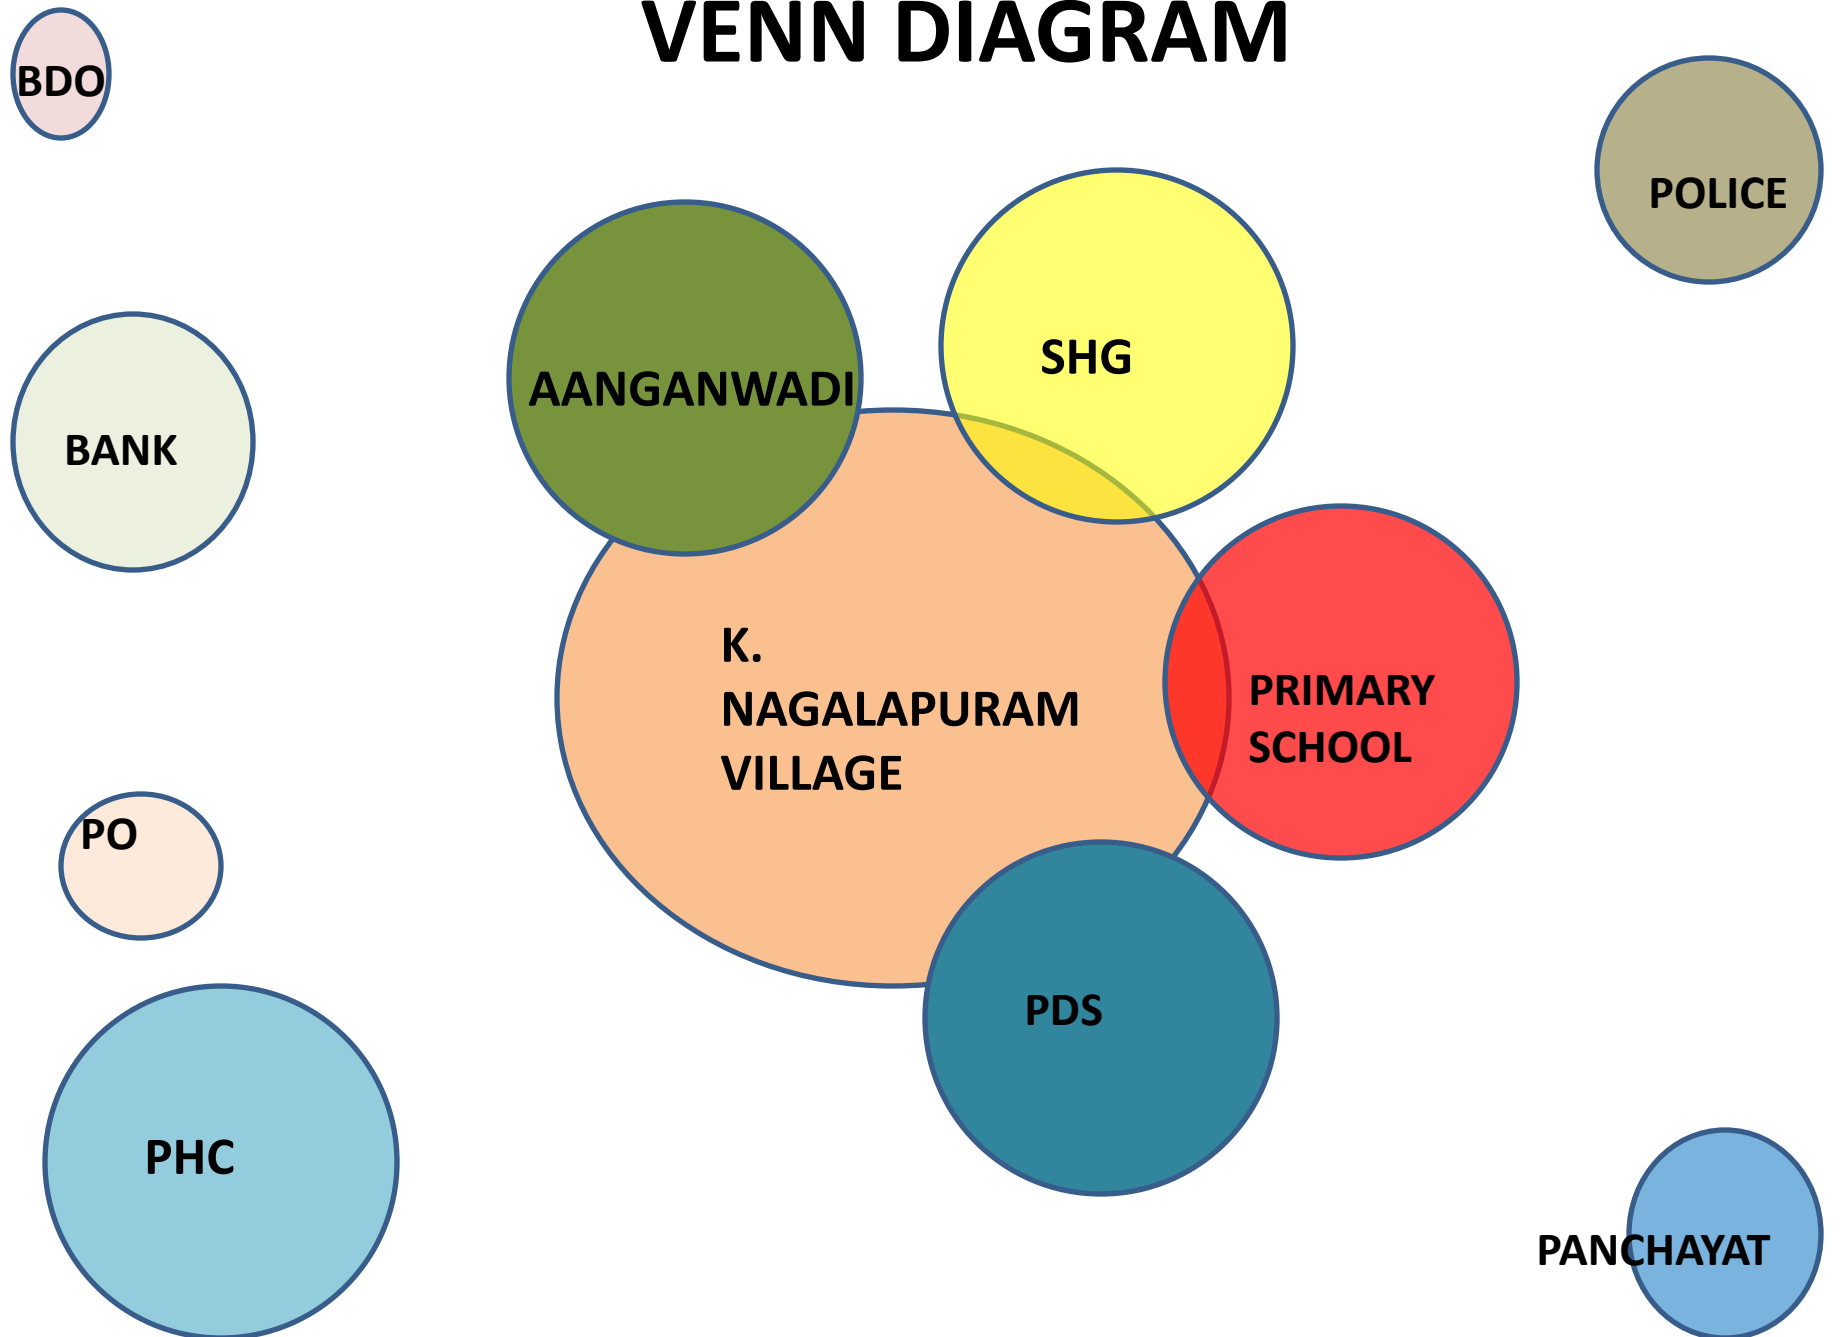 VENN DIAGRAM
BDO
POLICE
SHG
AANGANWADI
BANK
K.
NAGALAPURAM
VILLAGE
PRIMARY
SCHOOL
PO
PDS
PHC
PANCHAYAT